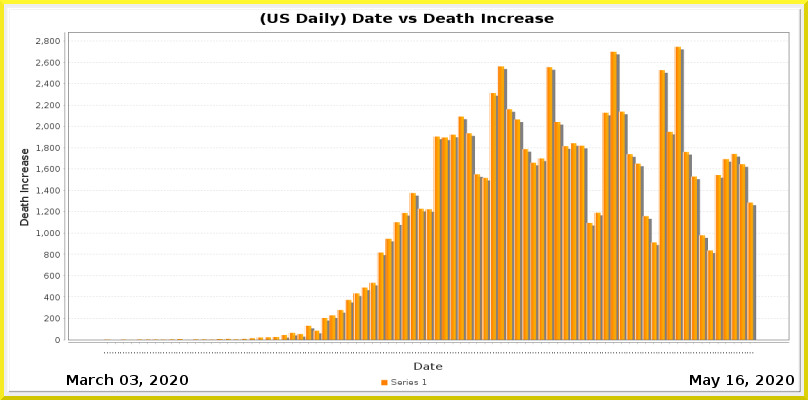 (US Daily) Date vs Death Increase
2,800
2,600
2,400
2,200
2,000
1,800
1,600
1,400
1,200
1,000
800
600
400
200
0
Death Increase
Date
March 03, 2020
Series 1
May 16, 2020